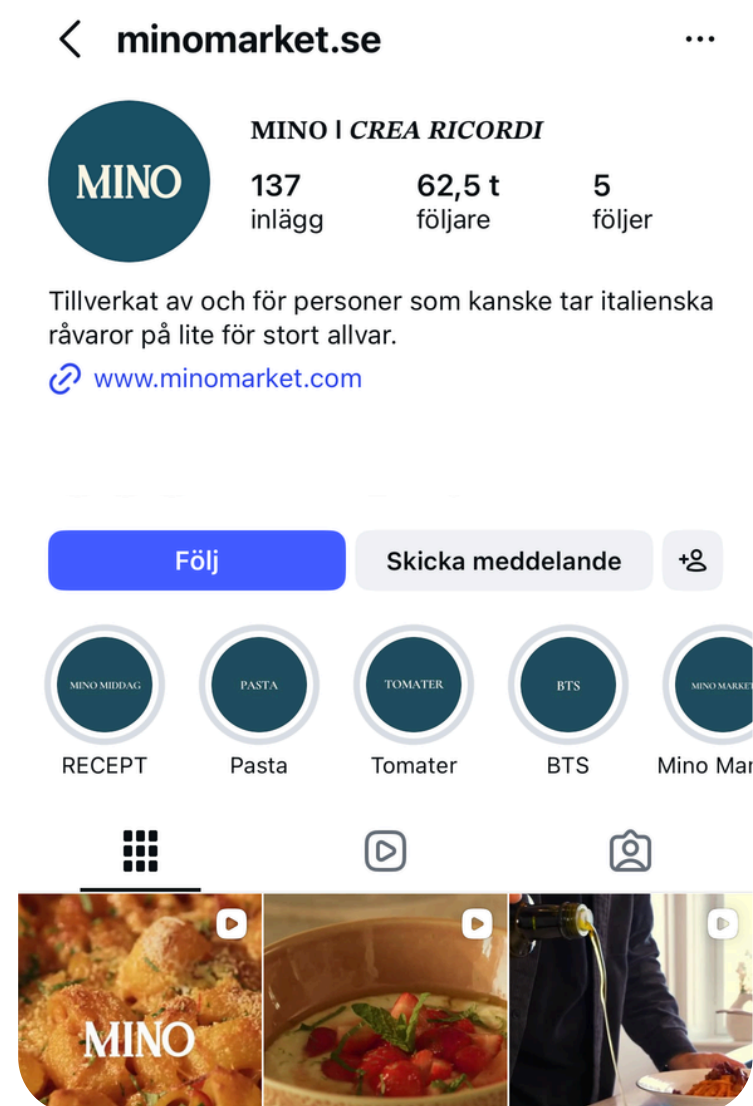 minomarket.se
MINO
MINO | CREA RICORDI
137
inlägg
62,5 t
följare
5
följer
Tillverkat av och för personer som kanske tar italienska
råvaror på lite för stort allvar.
www.minomarket.com
Följ
Skicka meddelande
MINO MIDDAG
PASTA
TOMATER
BTS
MINO MARKET
RECEPT
Pasta
Tomater
BTS
Mino Mar
MINO